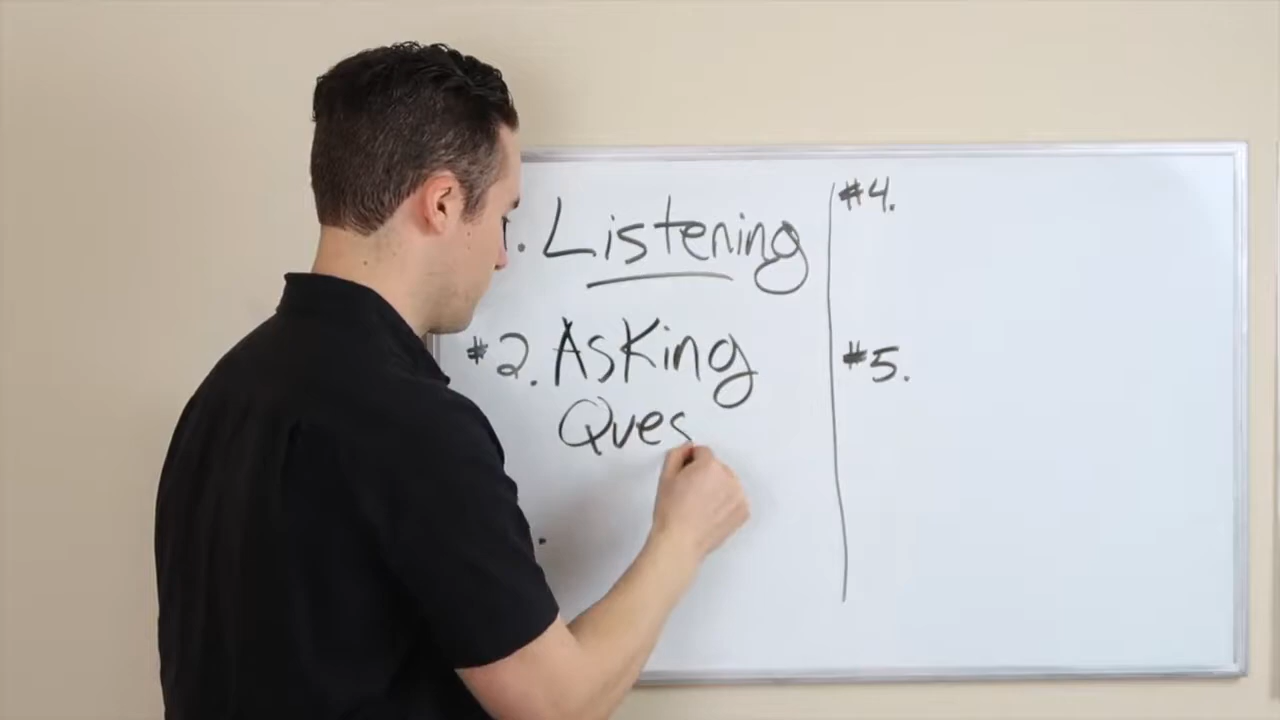 . Listening
#2. Asking
Ques
#4.
#5.